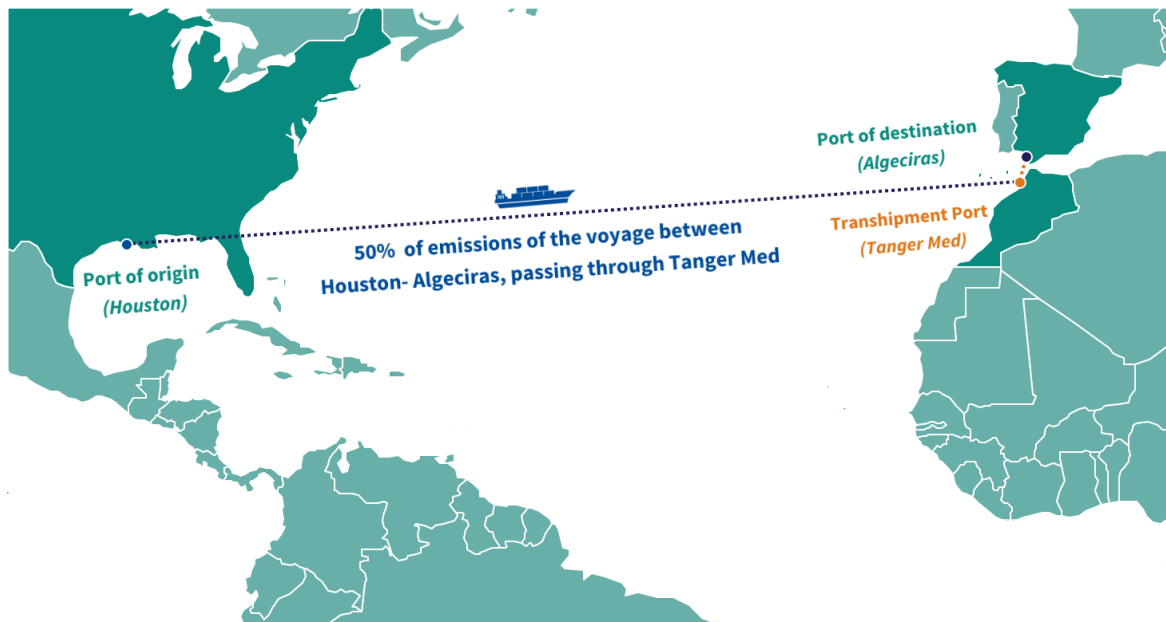 Port of destination
(Algeciras)
Transhipment Port
(Tanger Med)
50% of emissions of the voyage between
Houston- Algeciras, passing through Tanger Med
Port of origin
(Houston)